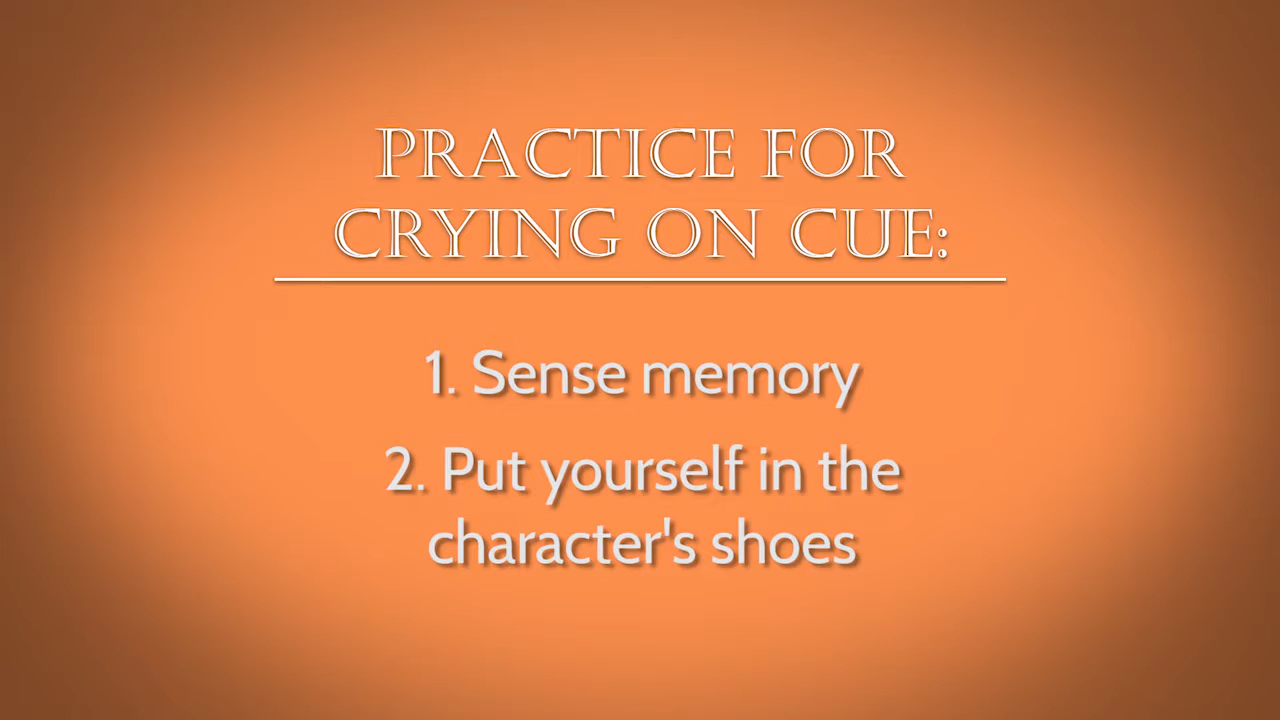 PRACTICE FOR
CRYING ON CUE:
1. Sense memory
2. Put yourself in the
character's shoes